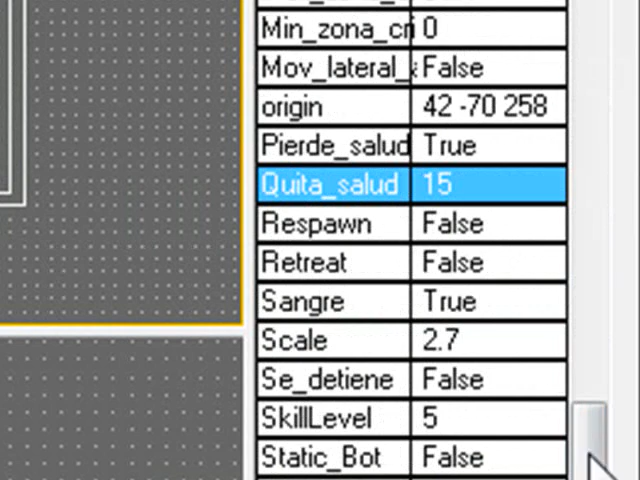 Min_zona_cri 0
Mov_lateral_ False
origin 42 -70 258
Pierde_salud True
Quita_salud 15
Respawn False
Retreat False
Sangre True
Scale 2.7
Se_detiene False
SkillLevel 5
Static_Bot False